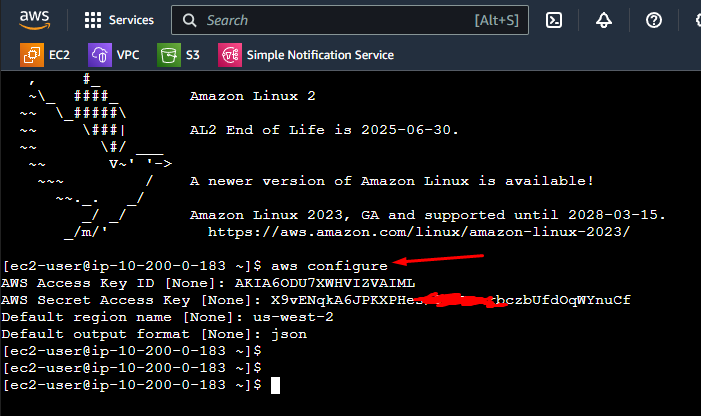 aws
Services
Search
[Alt+S]
EC2
VPC
S3
Simple Notification Service
Amazon Linux 2
AL2 End of Life is 2025-06-30.
A newer version of Amazon Linux is available!
Amazon Linux 2023, GA and supported until 2028-03-15.
https://aws.amazon.com/linux/amazon-linux-2023/
[ec2-user@ip-10-200-0-183 ~]$ aws configure
AWS Access Key ID [None]: AKIA6ODU7XWHVIZVAIML
AWS Secret Access Key [None]:
Default region name [None]: us-west-2
Default output format [None]: json
[ec2-user@ip-10-200-0-183 ~]$
[ec2-user@ip-10-200-0-183 ~]$
[ec2-user@ip-10-200-0-183 ~]$